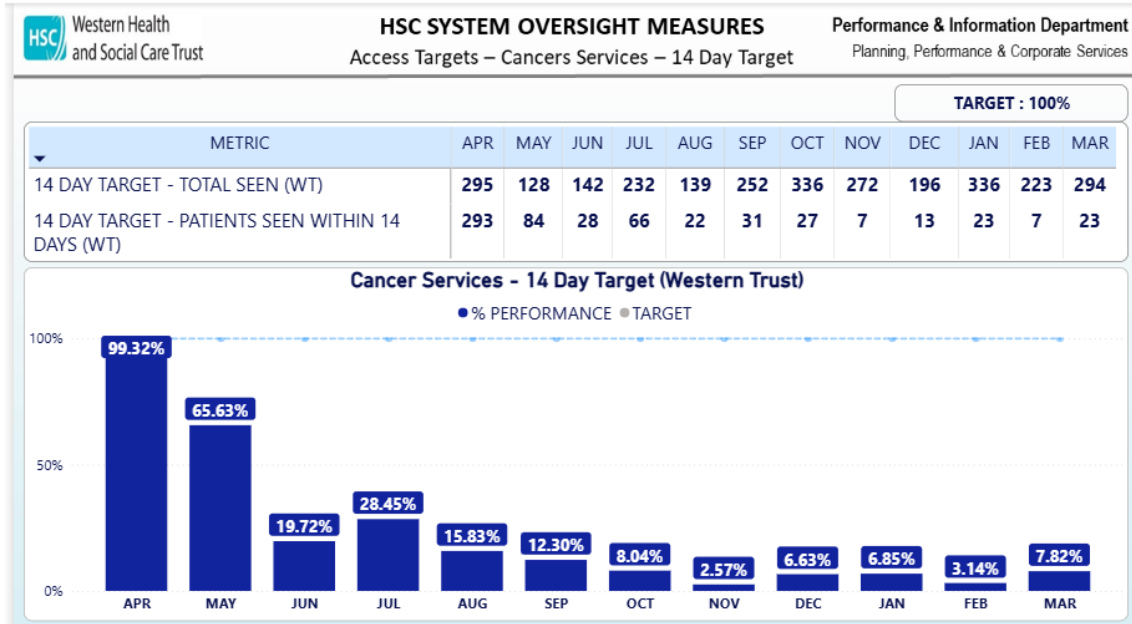 HSC
Western Health
and Social Care Trust
HSC SYSTEM OVERSIGHT MEASURES
Access Targets – Cancers Services – 14 Day Target
Performance & Information Department
Planning, Performance & Corporate Services
TARGET : 100%
METRIC APR MAY JUN JUL AUG SEP OCT NOV DEC JAN FEB MAR
14 DAY TARGET - TOTAL SEEN (WT) 295 128 142 232 139 252 336 272 196 336 223 294
14 DAY TARGET - PATIENTS SEEN WITHIN 14 293 84 28 66 22 31 27 7 13 23 7 23
DAYS (WT)
Cancer Services - 14 Day Target (Western Trust)
% PERFORMANCE TARGET
100%
99.32%
65.63%
50%
28.45%
19.72%
15.83%
12.30%
8.04%
2.57%
6.63%
6.85%
3.14%
7.82%
0%
APR MAY JUN JUL AUG SEP OCT NOV DEC JAN FEB MAR